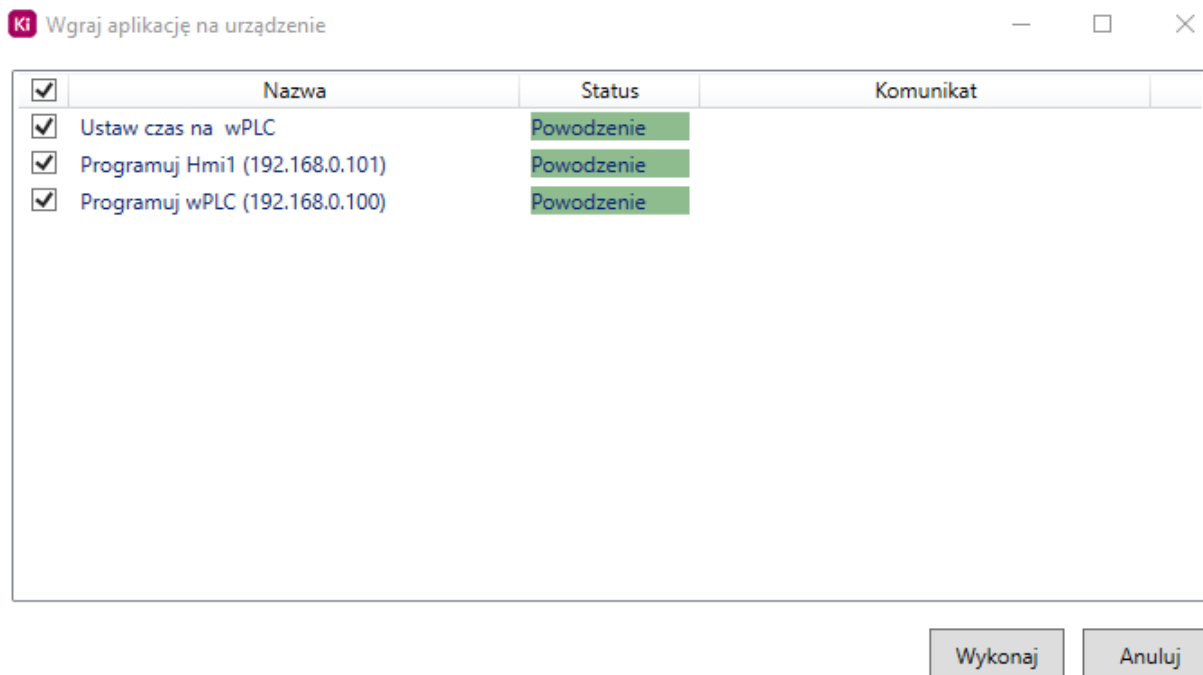 Ki Wgraj aplikację na urządzenie
Nazwa Status Komunikat
Ustaw czas na wPLC Powodzenie
Programuj Hmi1 (192.168.0.101) Powodzenie
Programuj wPLC (192.168.0.100) Powodzenie
Wykonaj Anuluj